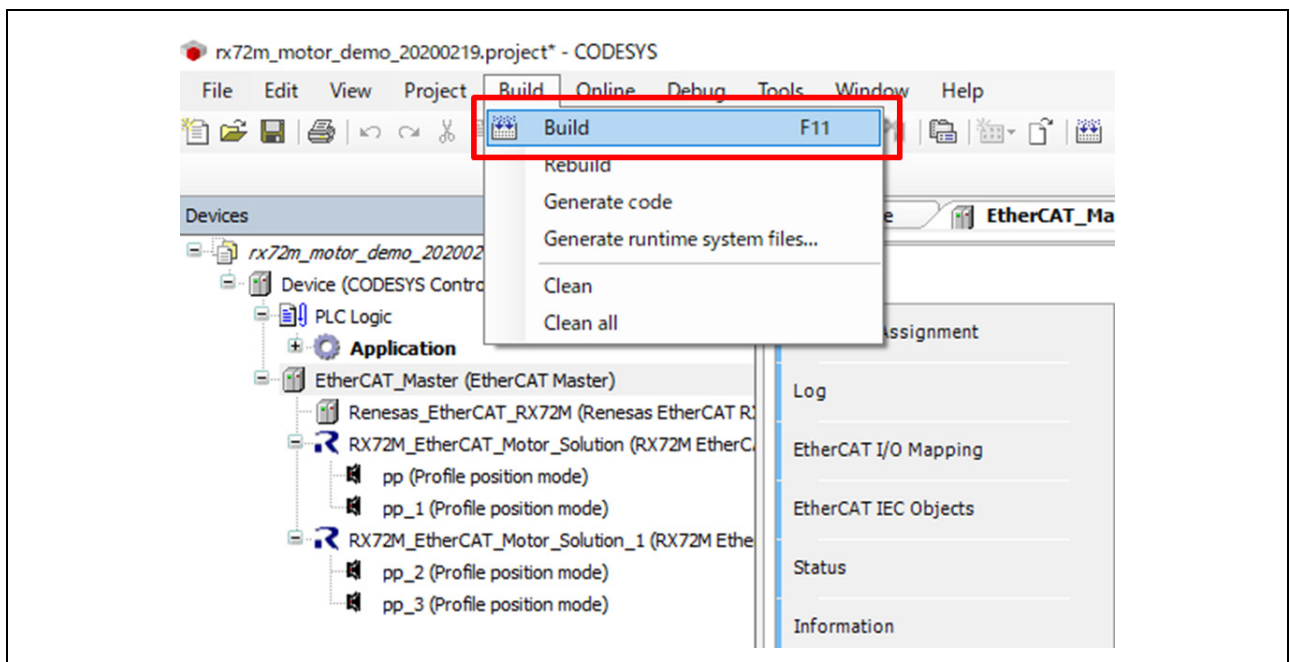 rx72m_motor_demo_20200219.project* - CODESYS
File Edit View Project Build Online Debug Tools Window Help
Build F11
Rebuild
Generate code
Generate runtime system files...
Clean
Clean all
Devices
EtherCAT_Ma
rx72m_motor_demo_202002
Device (CODESYS Contro
PLC Logic
Application
EtherCAT_Master (EtherCAT Master)
Renesas_EtherCAT_RX72M (Renesas EtherCAT R
RX72M_EtherCAT_Motor_Solution (RX72M EtherC
pp (Profile position mode)
pp_1 (Profile position mode)
RX72M_EtherCAT_Motor_Solution_1 (RX72M Ethe
pp_2 (Profile position mode)
pp_3 (Profile position mode)
Assignment
Log
EtherCAT I/O Mapping
EtherCAT IEC Objects
Status
Information